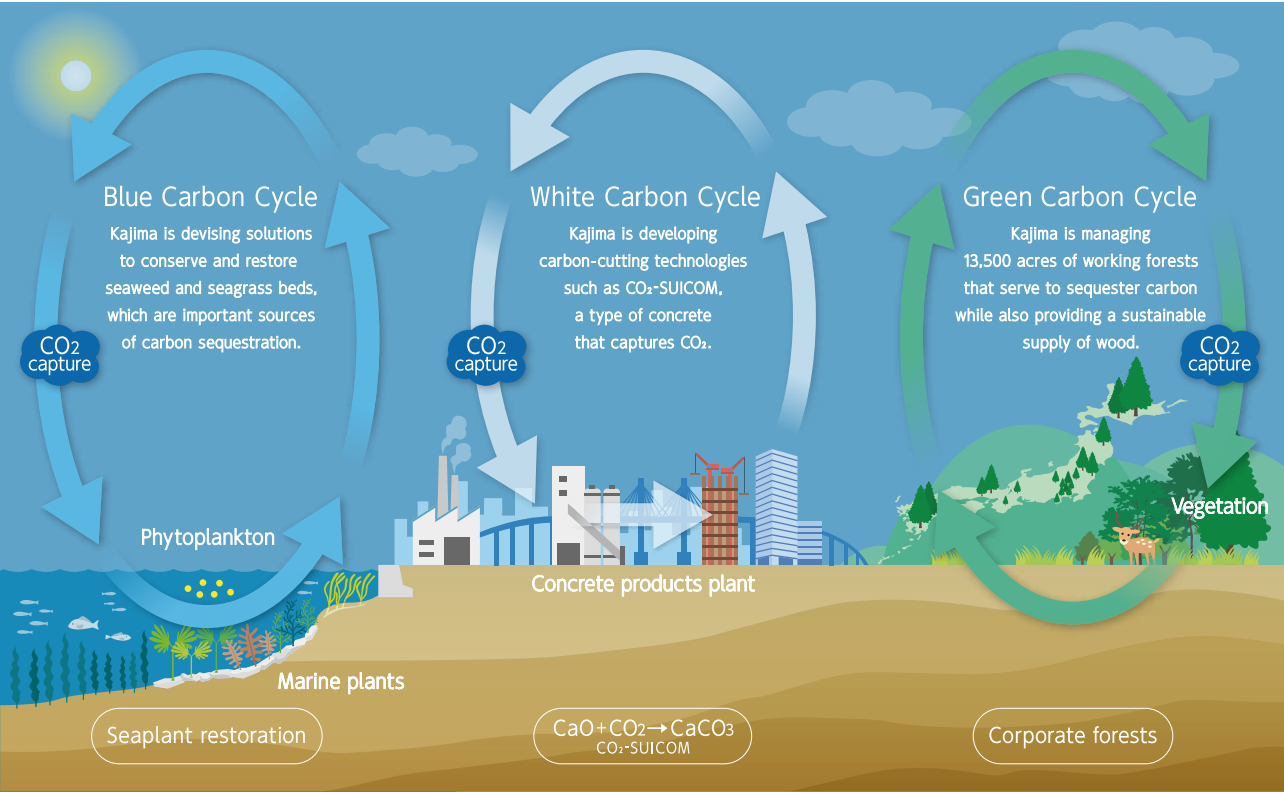 Blue Carbon Cycle
Kajima is devising solutions
to conserve and restore
seaweed and seagrass beds,
which are important sources
of carbon sequestration.
CO₂
capture
Phytoplankton
Marine plants
Seaplant restoration
White Carbon Cycle
Kajima is developing
carbon-cutting technologies
such as CO₂-SUICOM,
a type of concrete
that captures CO₂.
CO₂
capture
Concrete products plant
CaO+CO₂→CaCO₃
CO₂-SUICOM
Green Carbon Cycle
Kajima is managing
13,500 acres of working forests
that serve to sequester carbon
while also providing a sustainable
supply of wood.
CO₂
capture
Vegetation
Corporate forests